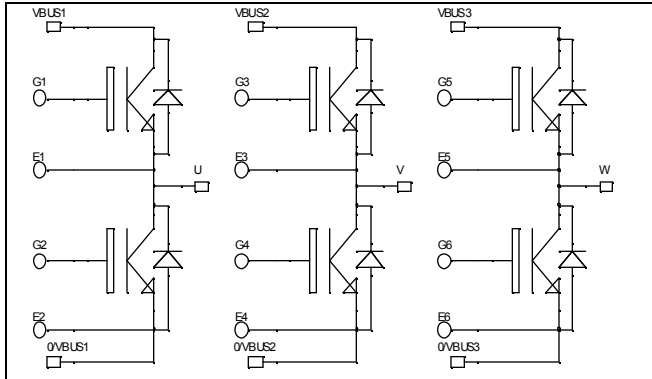 VBUS1 VBUS2 VBUS3
G1 G3 G5
E1 E3 E5
U V W
G2 G4 G6
E2 E4 E6
0/VBUS1 0/VBUS2 0/VBUS3